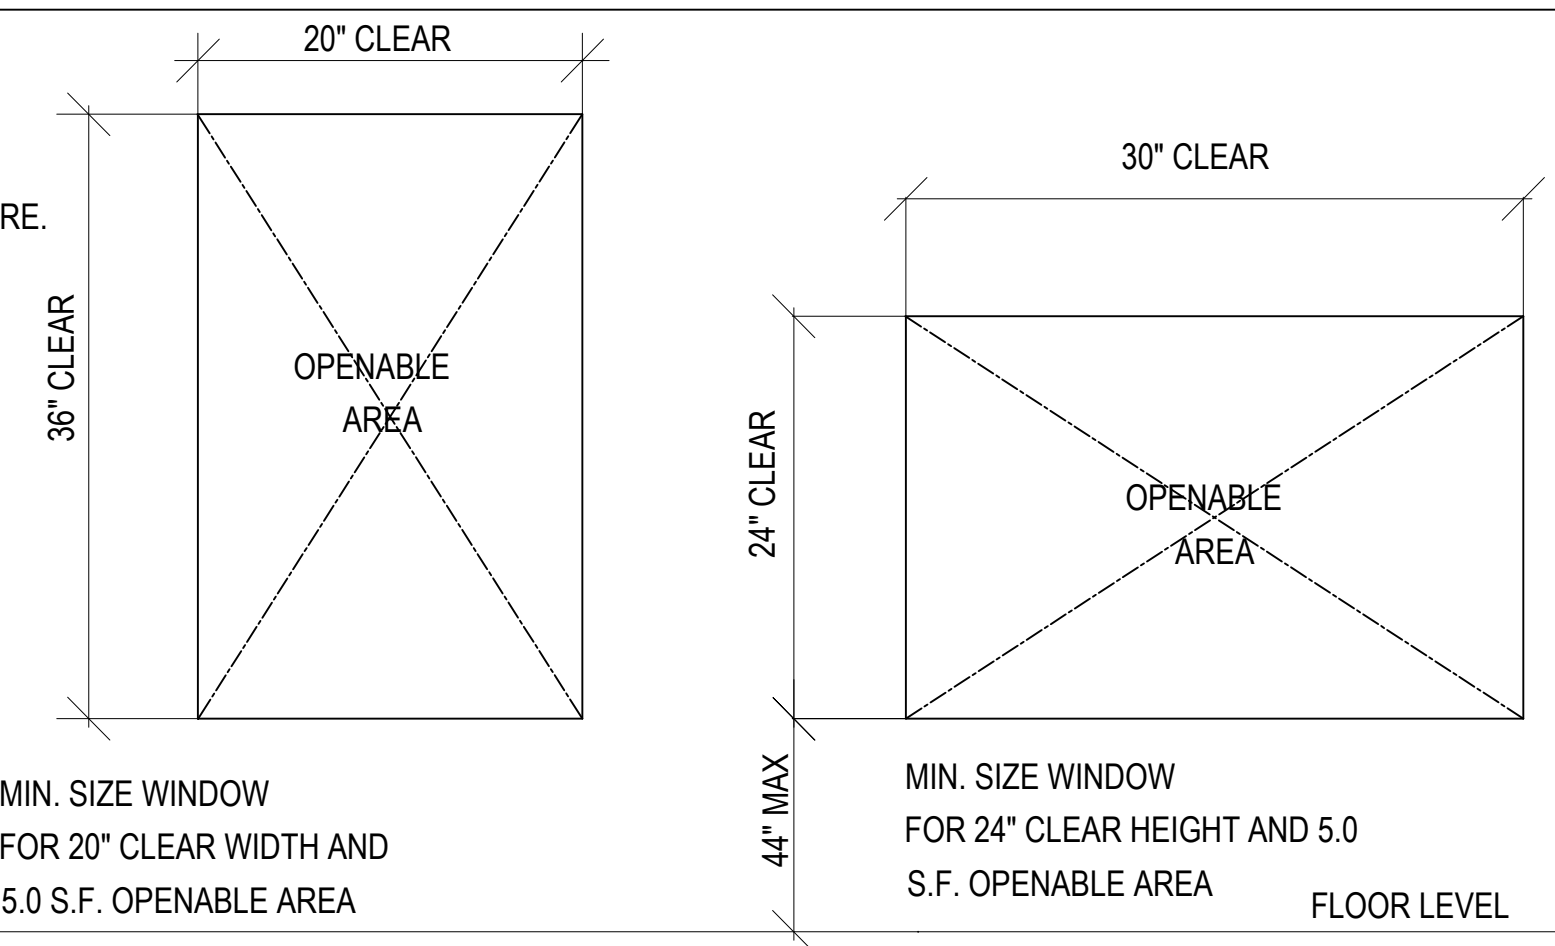 20" CLEAR
RE.
36" CLEAR
OPENABLE
AREA
MIN. SIZE WINDOW
FOR 20" CLEAR WIDTH AND
5.0 S.F. OPENABLE AREA
30" CLEAR
24" CLEAR
OPENABLE
AREA
44" MAX
MIN. SIZE WINDOW
FOR 24" CLEAR HEIGHT AND 5.0
S.F. OPENABLE AREA
FLOOR LEVEL